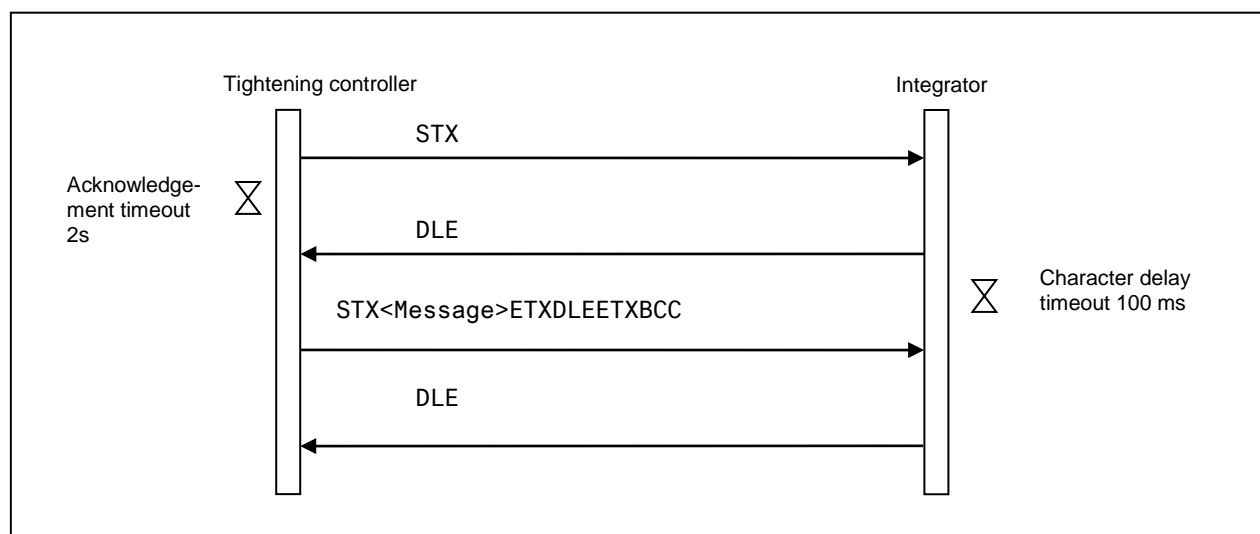 Tightening controller
Integrator
STX
Acknowledge-
ment timeout
2s
DLE
Character delay
timeout 100 ms
STX<Message>ETXDLEETXBCC
DLE